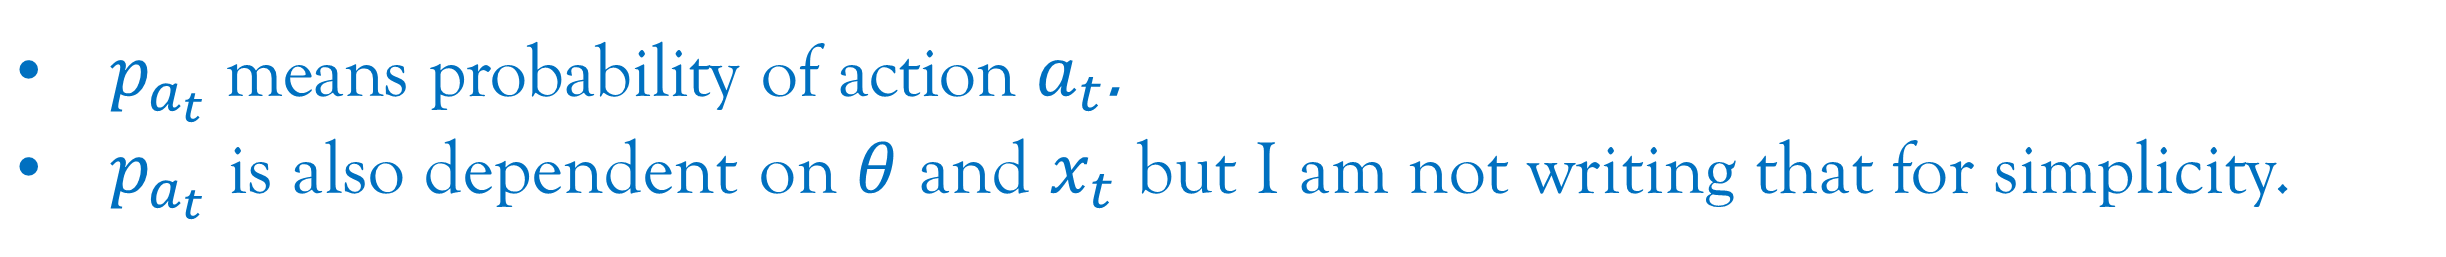 • $p_{a_t}$ means probability of action $a_t$.
• $p_{a_t}$ is also dependent on $\theta$ and $x_t$ but I am not writing that for simplicity.